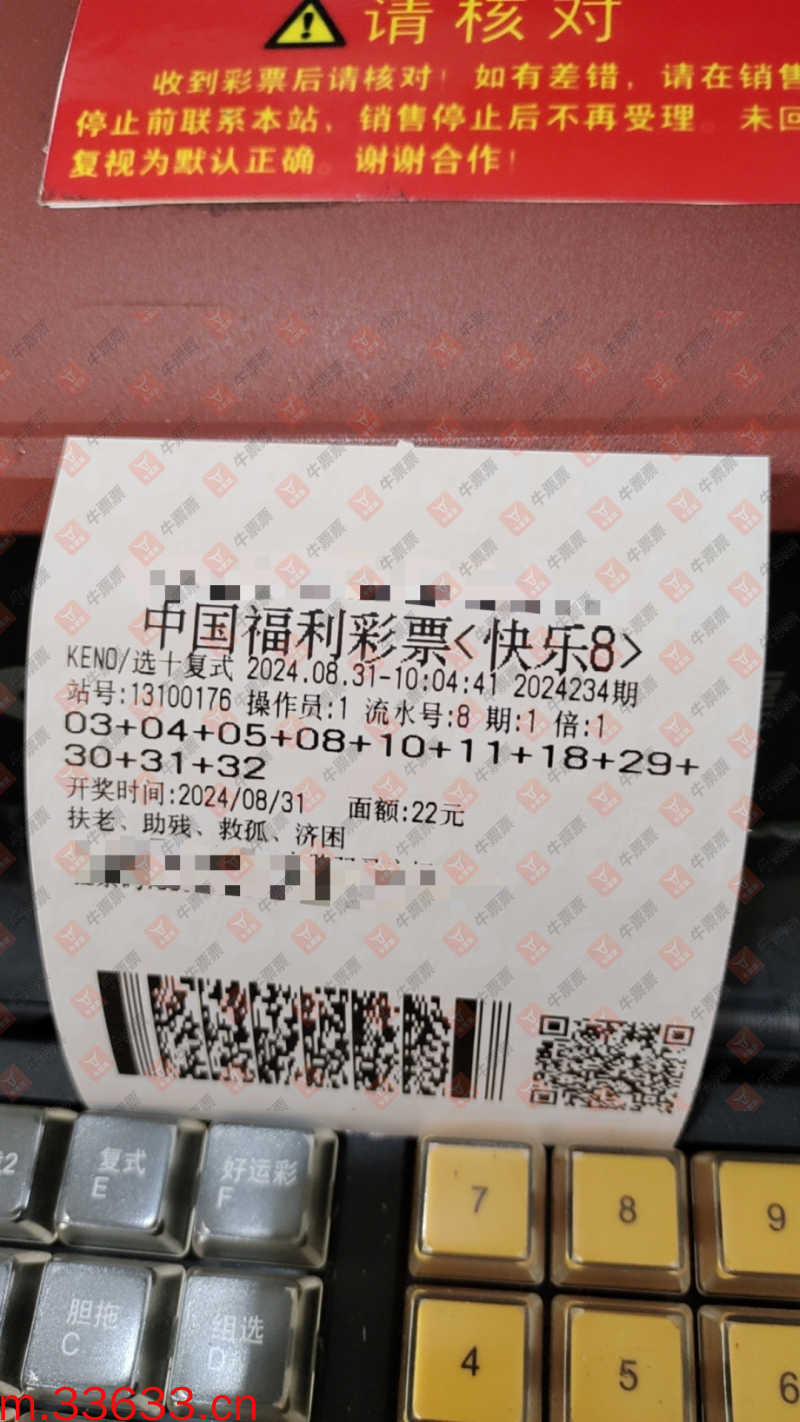 请核对
收到彩票后请核对！如有差错，请在销售
停止前联系本站，销售停止后不再受理。未回
复视为默认正确。谢谢合作！
中国福利彩票<快乐8>
KENO/选十复式 2024.08.31-10:04:41 2024234期
站号:13100176 操作员:1 流水号:8 期:1 倍:1
03+04+05+08+10+11+18+29+
30+31+32
开奖时间:2024/08/31 面额:22元
扶老、助残、救孤、济困
牛票票
复式
E
好运彩
F
7
8
9
胆拖
C
组选
D
4
5
6
m.33633.cn